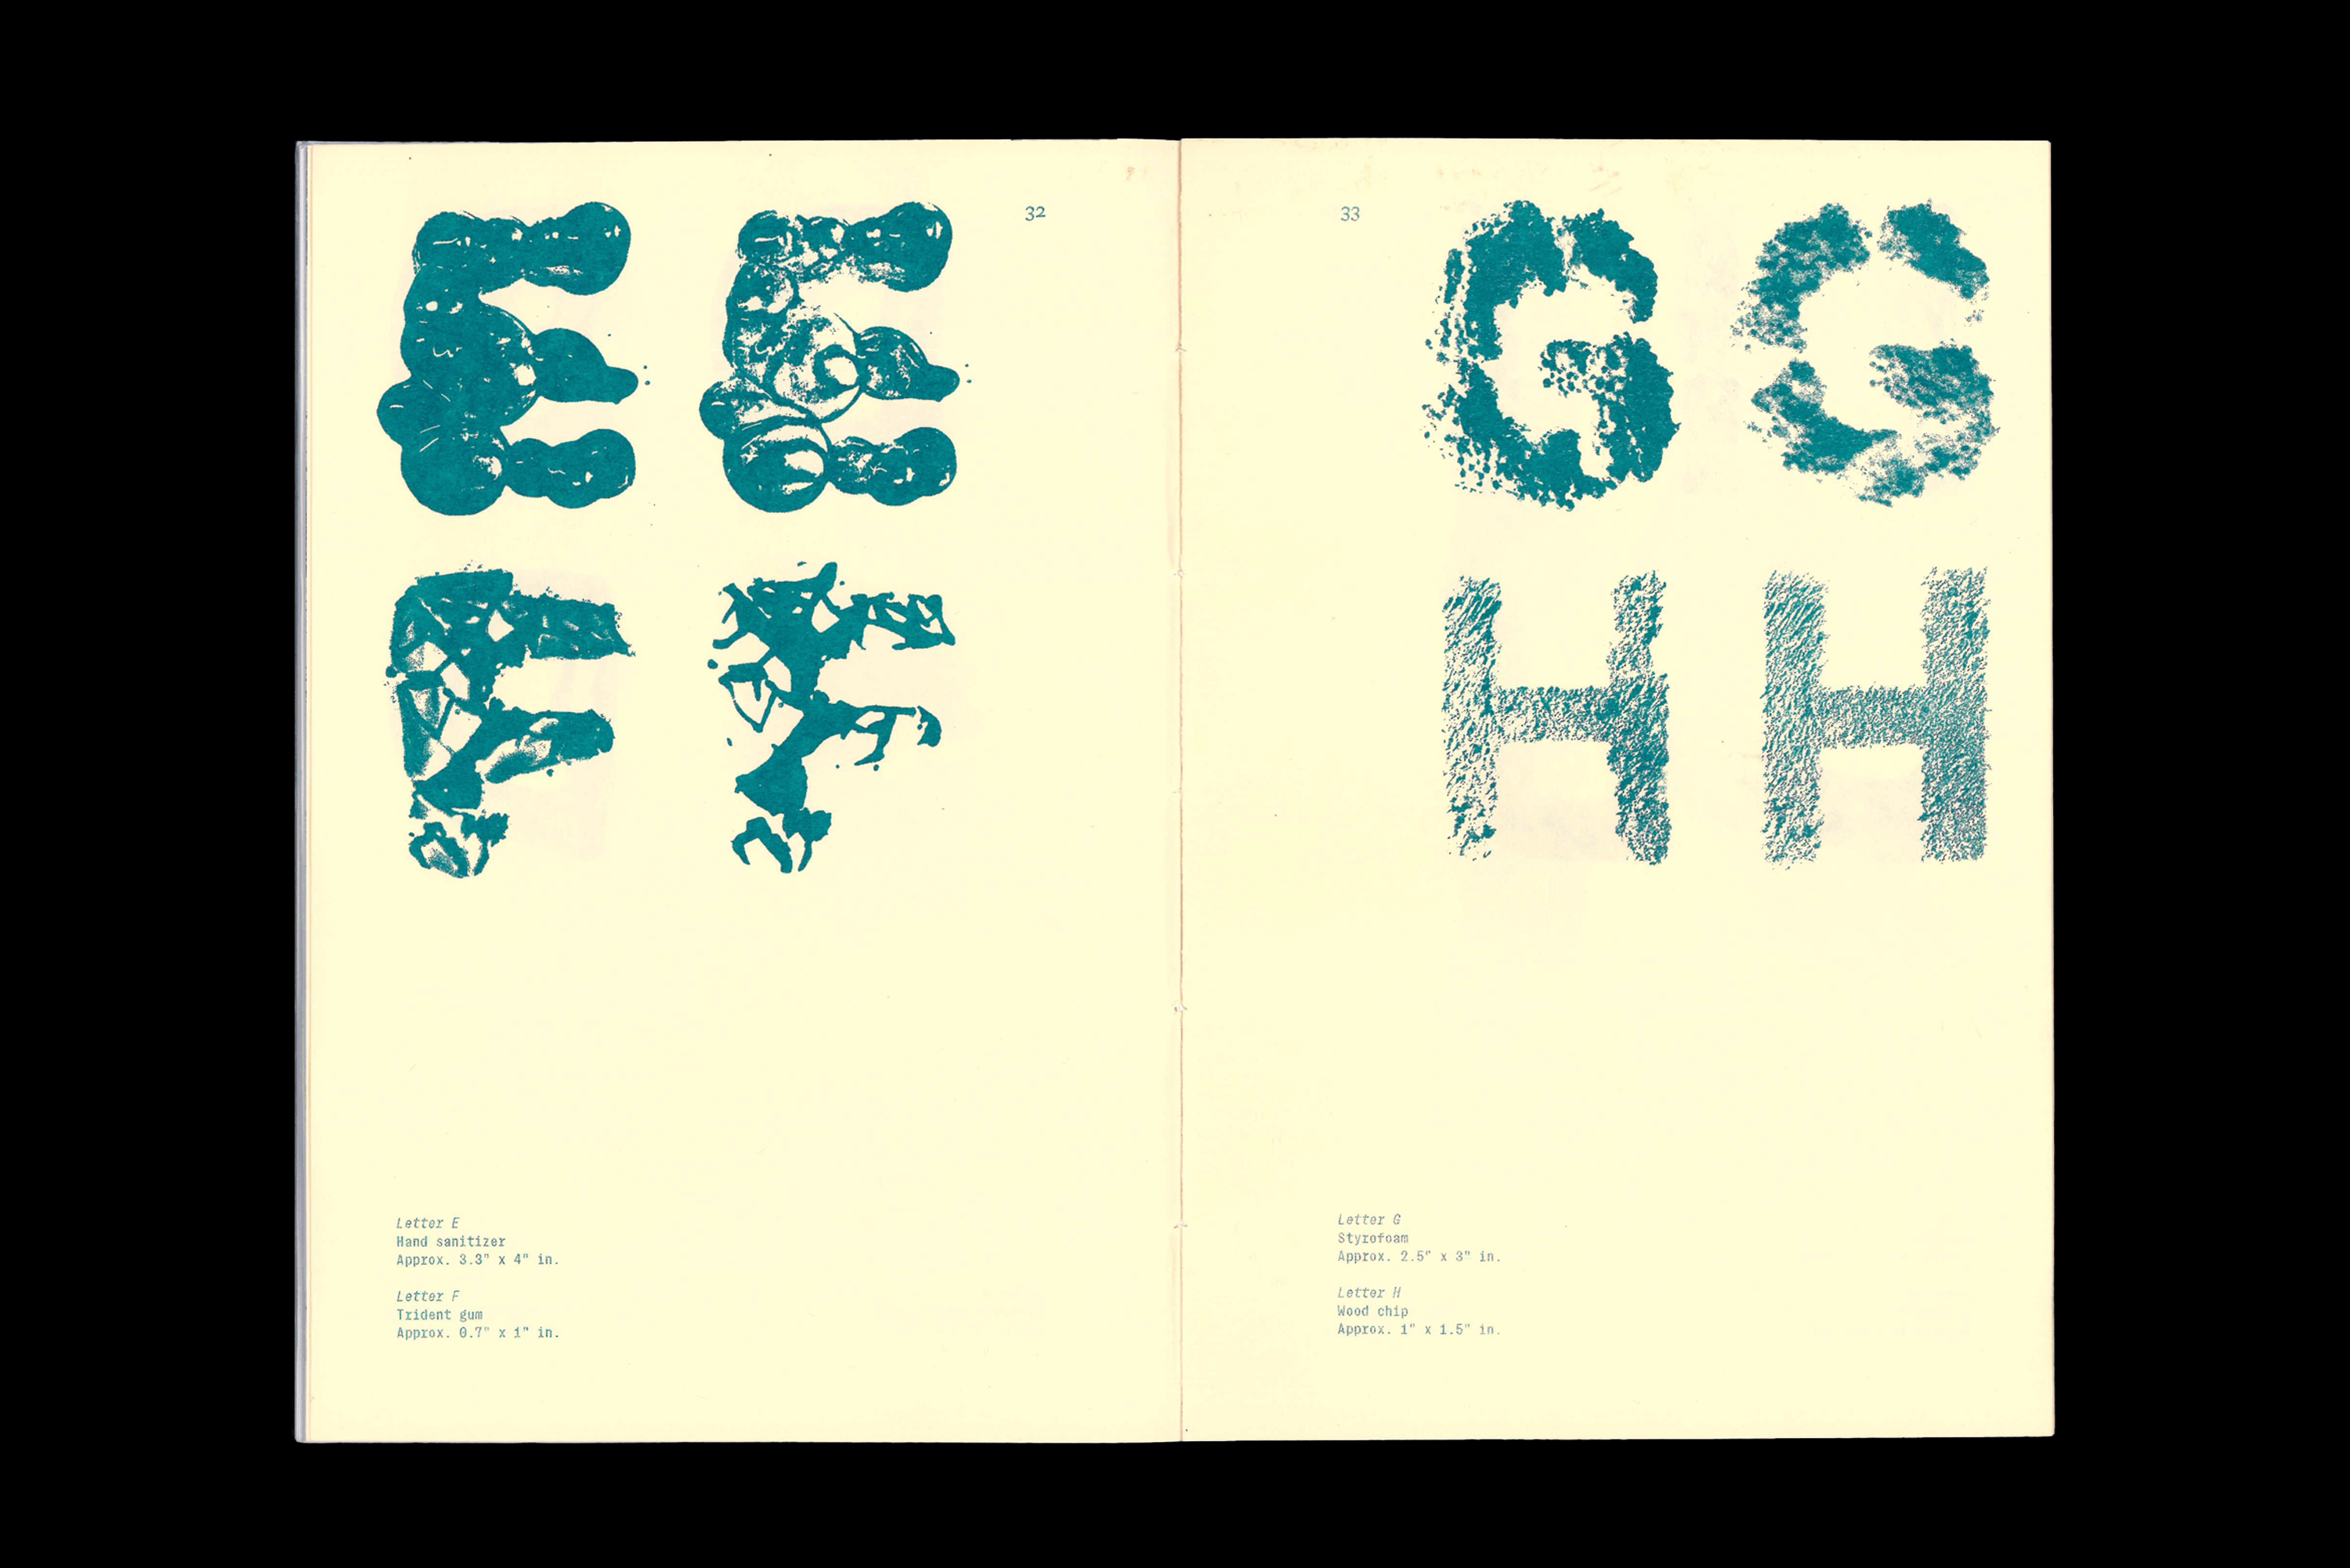 E E
32
F F
Letter E
Hand sanitizer
Approx. 3.3" x 4" in.
Letter F
Trident gum
Approx. 0.7" x 1" in.
33
G G
H H
Letter G
Styrofoam
Approx. 2.5" x 3" in.
Letter H
Wood chip
Approx. 1" x 1.5" in.